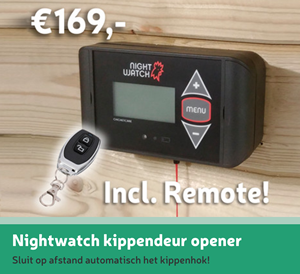 €169,-
NIGHT
WATCH
+
MENU
−
Incl. Remote!
Nightwatch kippendeur opener
Sluit op afstand automatisch het kippenhok!